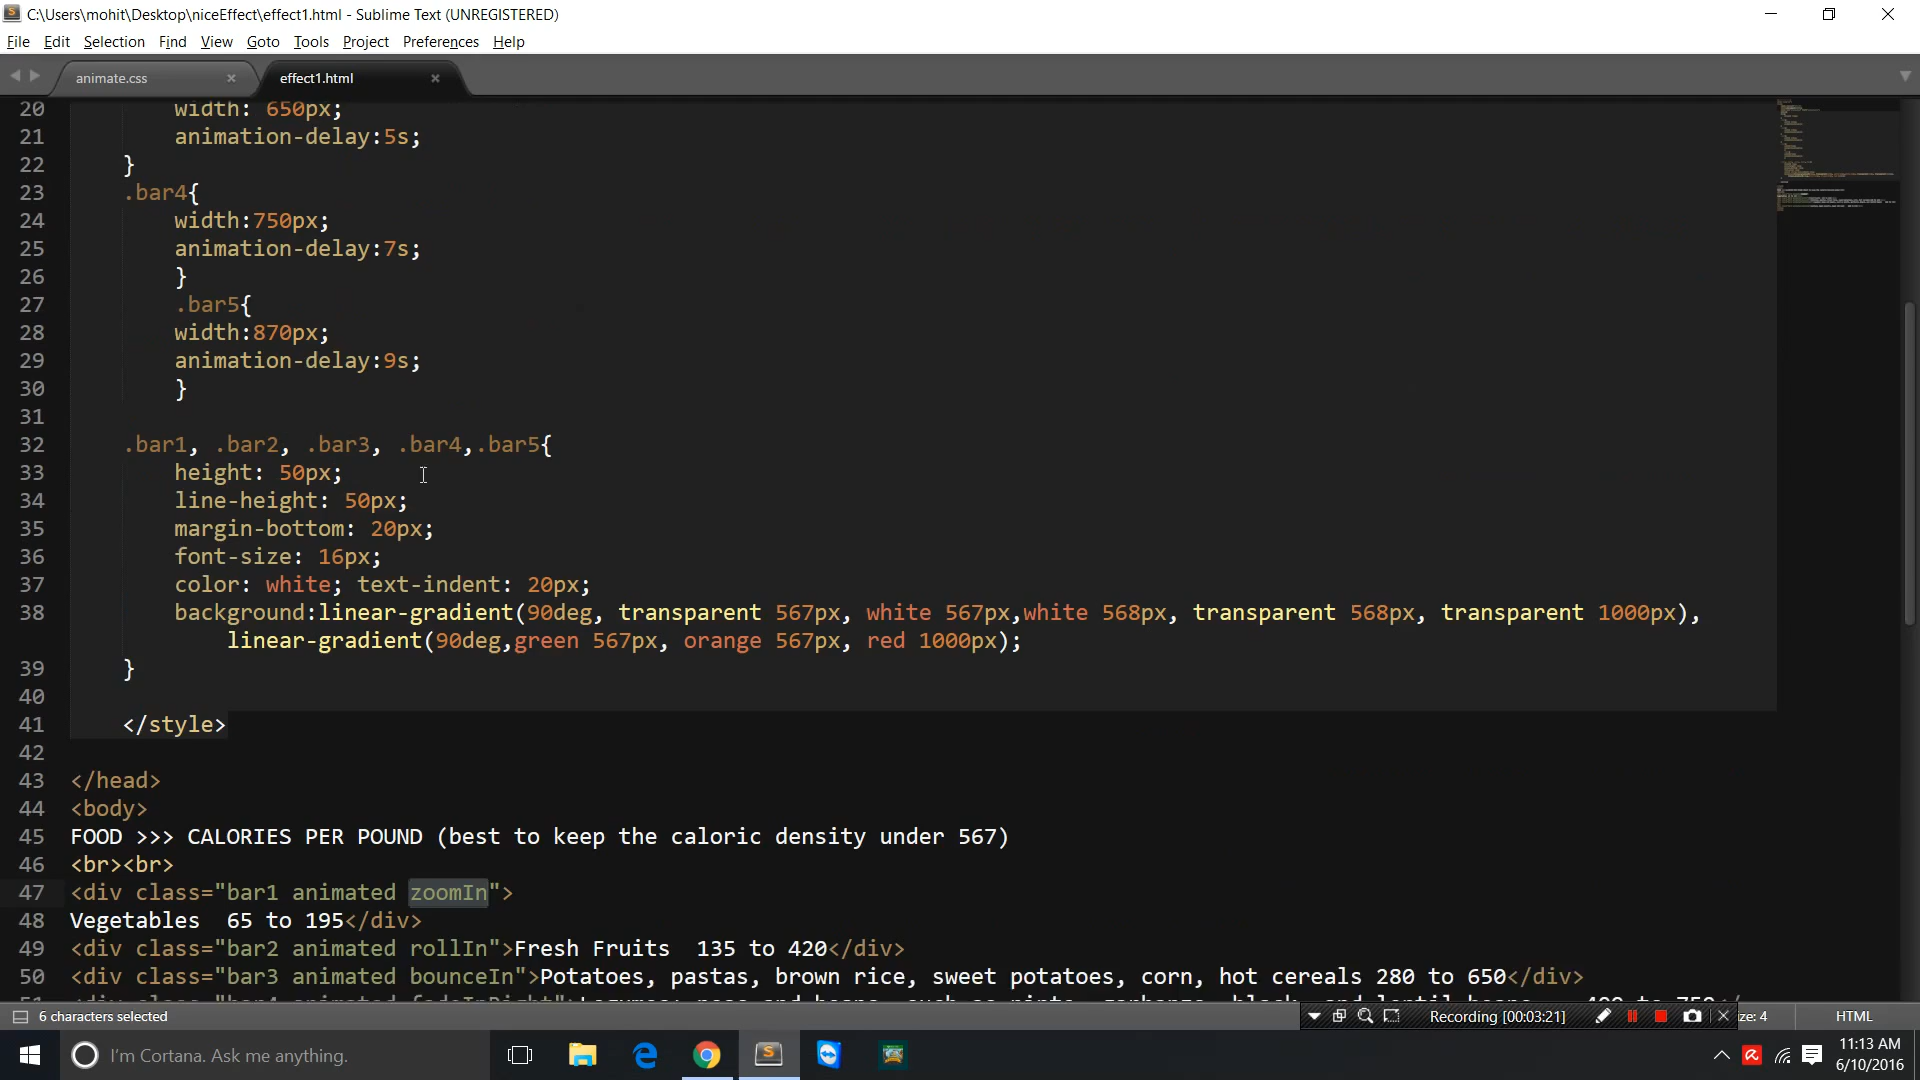 C:\Users\mohit\Desktop\niceEffect\effect1.html - Sublime Text (UNREGISTERED)
File Edit Selection Find View Goto Tools Project Preferences Help
animate.css × effect1.html ×
20 width: 650px;
21 animation-delay:5s;
22 }
23 .bar4{
24 width:750px;
25 animation-delay:7s;
26 }
27 .bar5{
28 width:870px;
29 animation-delay:9s;
30 }
31
32 .bar1, .bar2, .bar3, .bar4,.bar5{
33 height: 50px;
34 line-height: 50px;
35 margin-bottom: 20px;
36 font-size: 16px;
37 color: white; text-indent: 20px;
38 background:linear-gradient(90deg, transparent 567px, white 567px,white 568px, transparent 568px, transparent 1000px),
linear-gradient(90deg,green 567px, orange 567px, red 1000px);
39 }
40
41 </style>
42
43 </head>
44 <body>
45 FOOD >>> CALORIES PER POUND (best to keep the caloric density under 567)
46 <br><br>
47 <div class="bar1 animated zoomIn">
48 Vegetables  65 to 195</div>
49 <div class="bar2 animated rollIn">Fresh Fruits  135 to 420</div>
50 <div class="bar3 animated bounceIn">Potatoes, pastas, brown rice, sweet potatoes, corn, hot cereals 280 to 650</div>
6 characters selected
Recording [00:03:21]
ze: 4 HTML
I'm Cortana. Ask me anything.
11:13 AM
6/10/2016